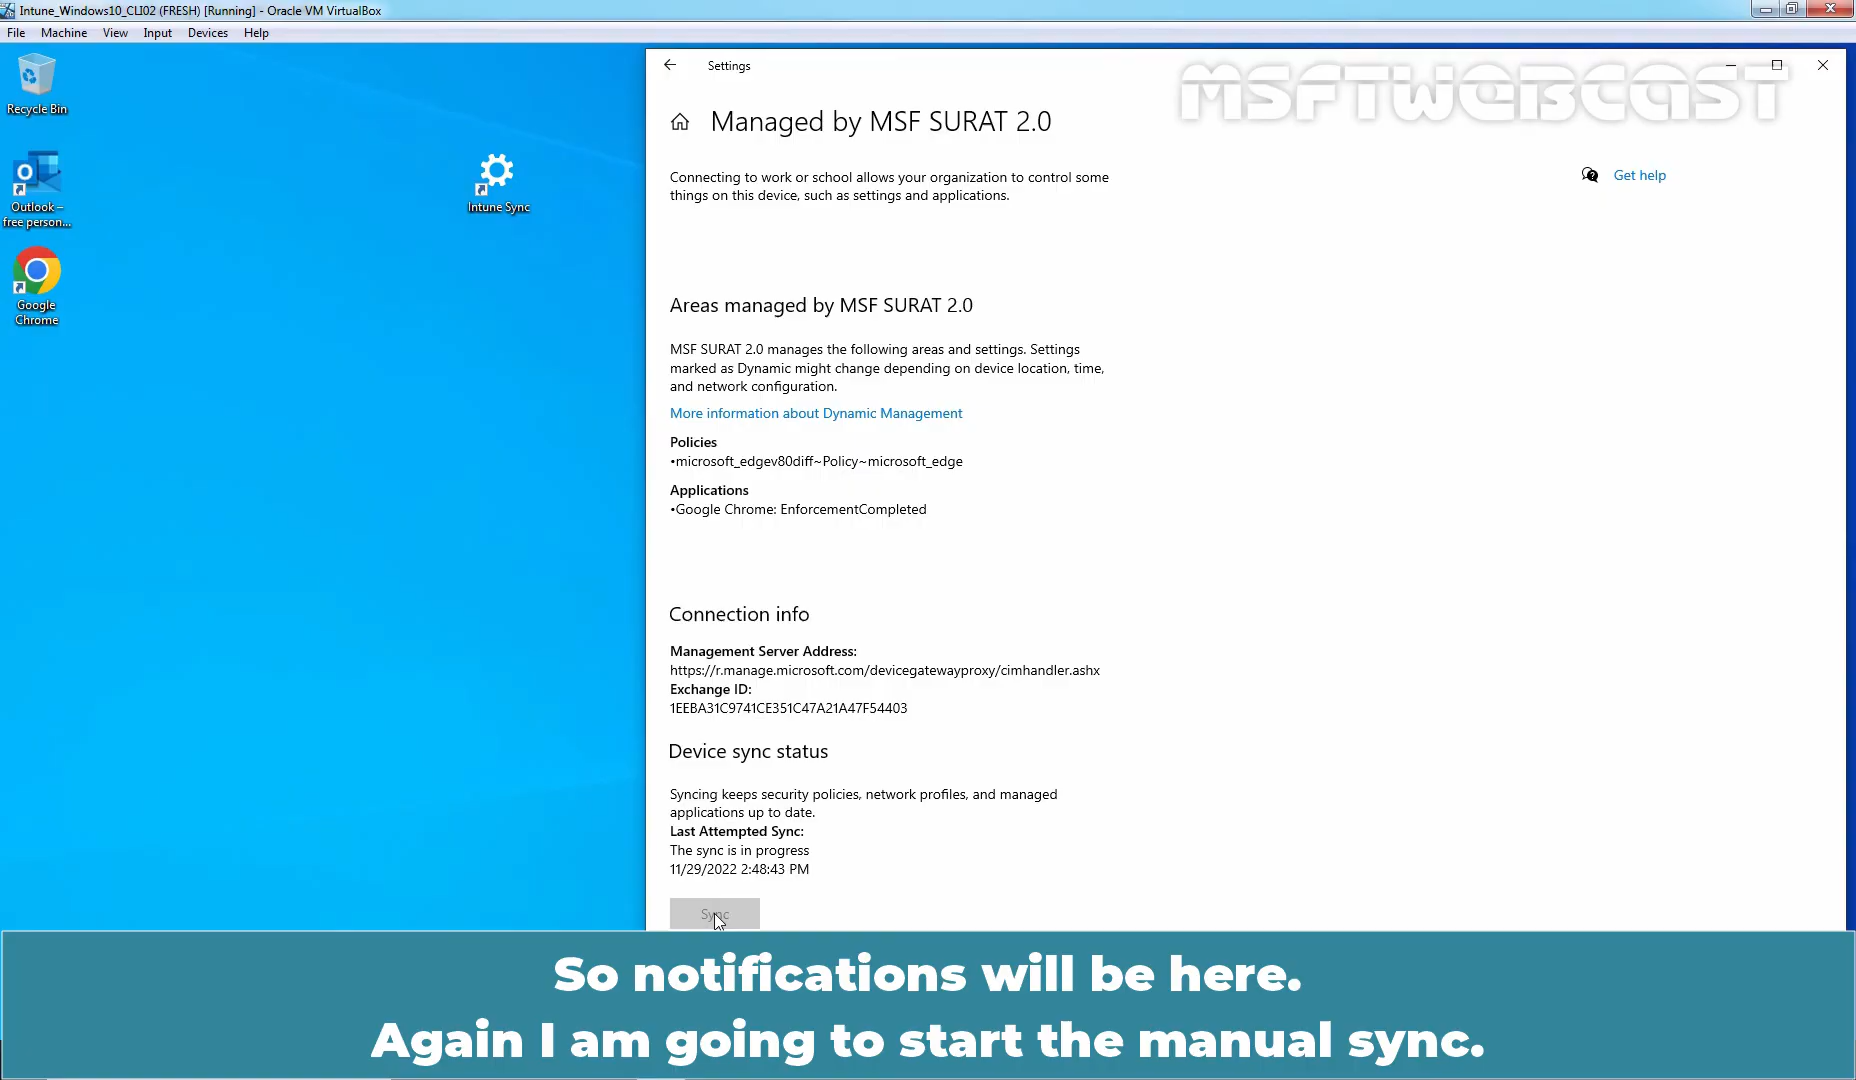 Intune_Windows10_CLI02 (FRESH) [Running] - Oracle VM VirtualBox
File Machine View Input Devices Help
Recycle Bin
Outlook –
free person...
Google
Chrome
Intune Sync
Settings
MSFTWEBCAST
Managed by MSF SURAT 2.0
Connecting to work or school allows your organization to control some
things on this device, such as settings and applications.
Get help
Areas managed by MSF SURAT 2.0
MSF SURAT 2.0 manages the following areas and settings. Settings
marked as Dynamic might change depending on device location, time,
and network configuration.
More information about Dynamic Management
Policies
•microsoft_edgev80diff~Policy~microsoft_edge
Applications
•Google Chrome: EnforcementCompleted
Connection info
Management Server Address:
https://r.manage.microsoft.com/devicegatewayproxy/cimhandler.ashx
Exchange ID:
1EEBA31C9741CE351C47A21A47F54403
Device sync status
Syncing keeps security policies, network profiles, and managed
applications up to date.
Last Attempted Sync:
The sync is in progress
11/29/2022 2:48:43 PM
Sync
So notifications will be here.
Again I am going to start the manual sync.